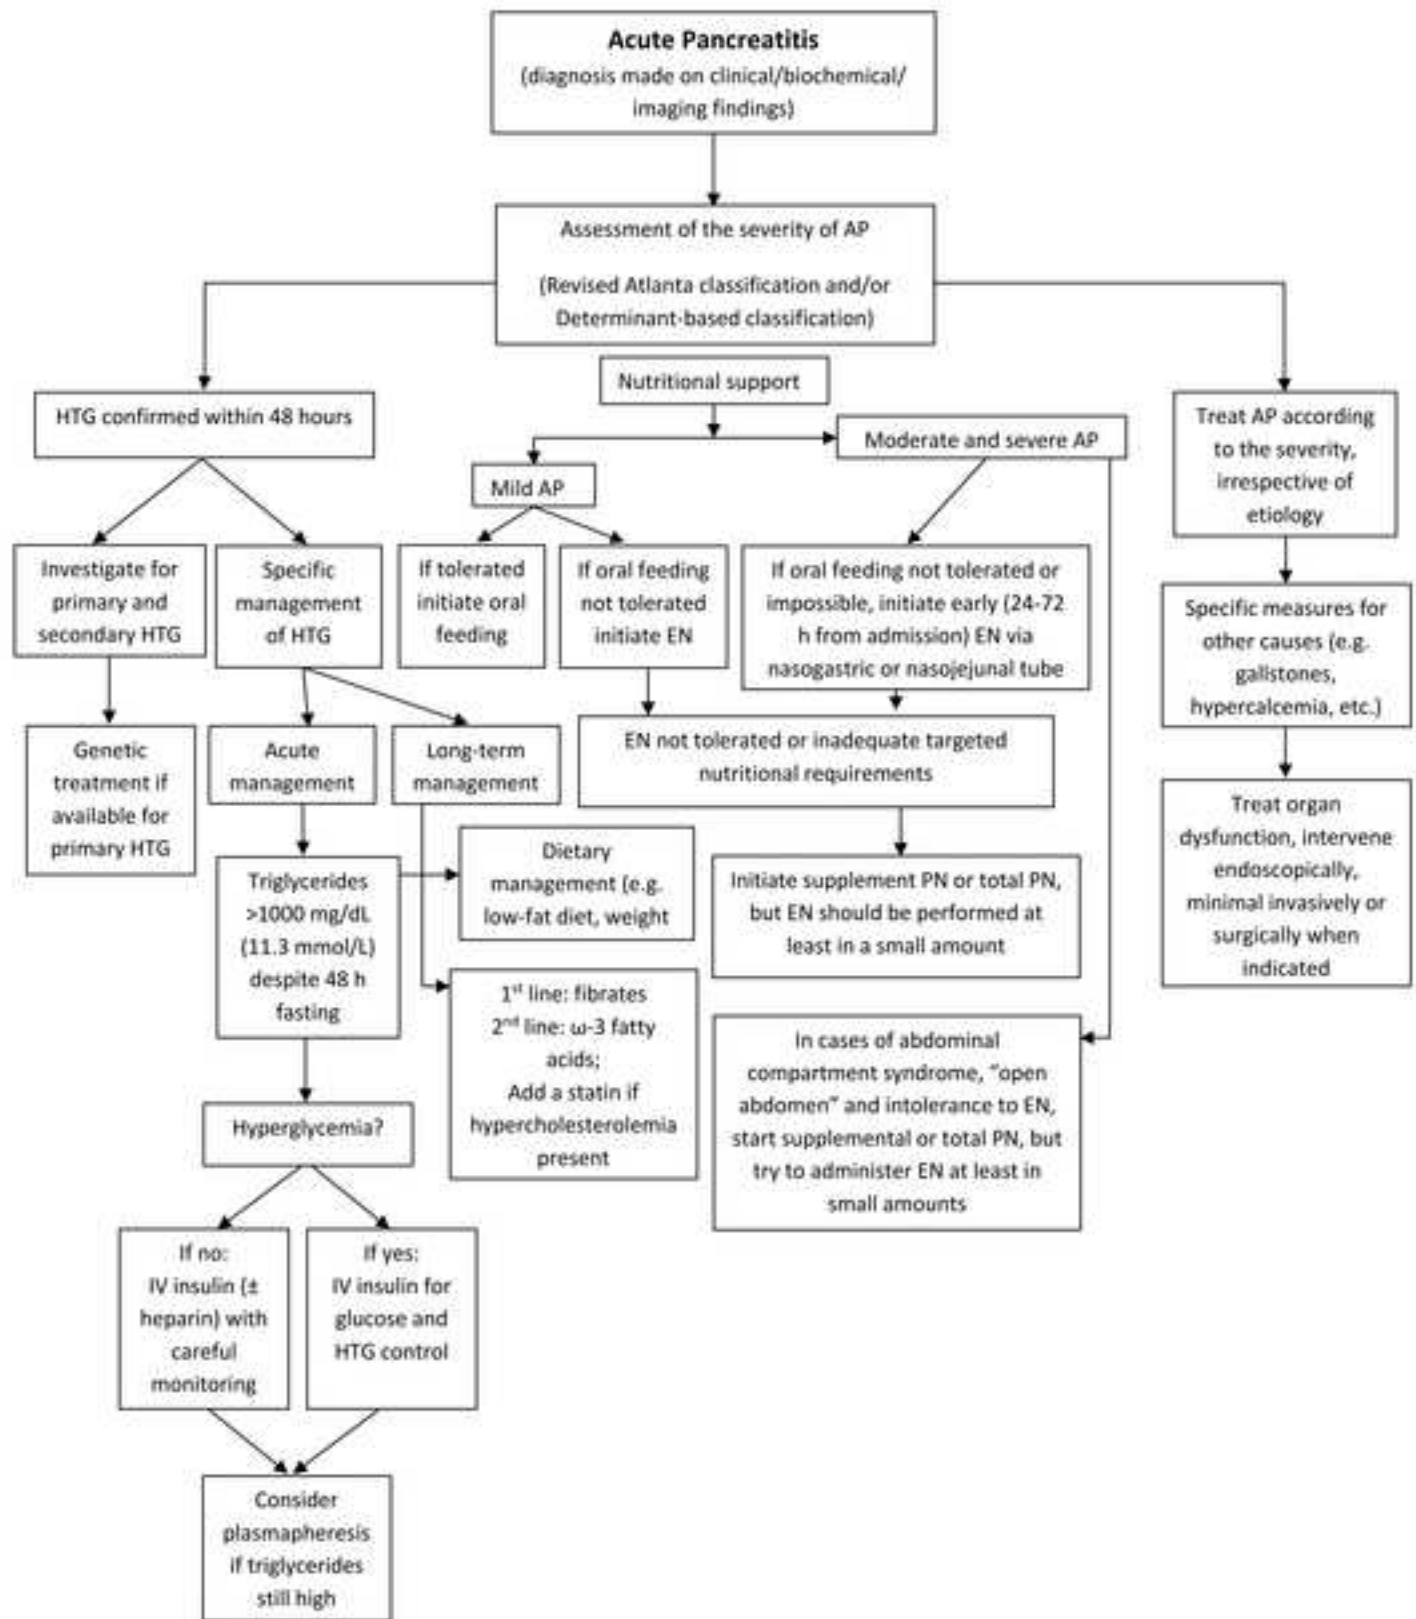 Acute Pancreatitis
(diagnosis made on clinical/biochemical/
imaging findings)
Assessment of the severity of AP
(Revised Atlanta classification and/or
Determinant-based classification)
Nutritional support
HTG confirmed within 48 hours
Moderate and severe AP
Treat AP according
to the severity,
irrespective of
etiology
Mild AP
Investigate for
primary and
secondary HTG
Specific
management
of HTG
If tolerated
initiate oral
feeding
If oral feeding
not tolerated
initiate EN
If oral feeding not tolerated or
impossible, initiate early (24-72
h from admission) EN via
nasogastric or nasojejunal tube
Specific measures for
other causes (e.g.
gallstones,
hypercalcemia, etc.)
Genetic
treatment if
available for
primary HTG
Acute
management
Long-term
management
EN not tolerated or inadequate targeted
nutritional requirements
Treat organ
dysfunction, intervene
endoscopically,
minimal invasively or
surgically when
indicated
Triglycerides
>1000 mg/dL
(11.3 mmol/L)
despite 48 h
fasting
Dietary
management (e.g.
low-fat diet, weight
Initiate supplement PN or total PN,
but EN should be performed at
least in a small amount
1st line: fibrates
2nd line: ω-3 fatty
acids;
Add a statin if
hypercholesterolemia
present
In cases of abdominal
compartment syndrome, “open
abdomen” and intolerance to EN,
start supplemental or total PN, but
try to administer EN at least in
small amounts
Hyperglycemia?
If no:
IV insulin (±
heparin) with
careful
monitoring
If yes:
IV insulin for
glucose and
HTG control
Consider
plasmapheresis
if triglycerides
still high